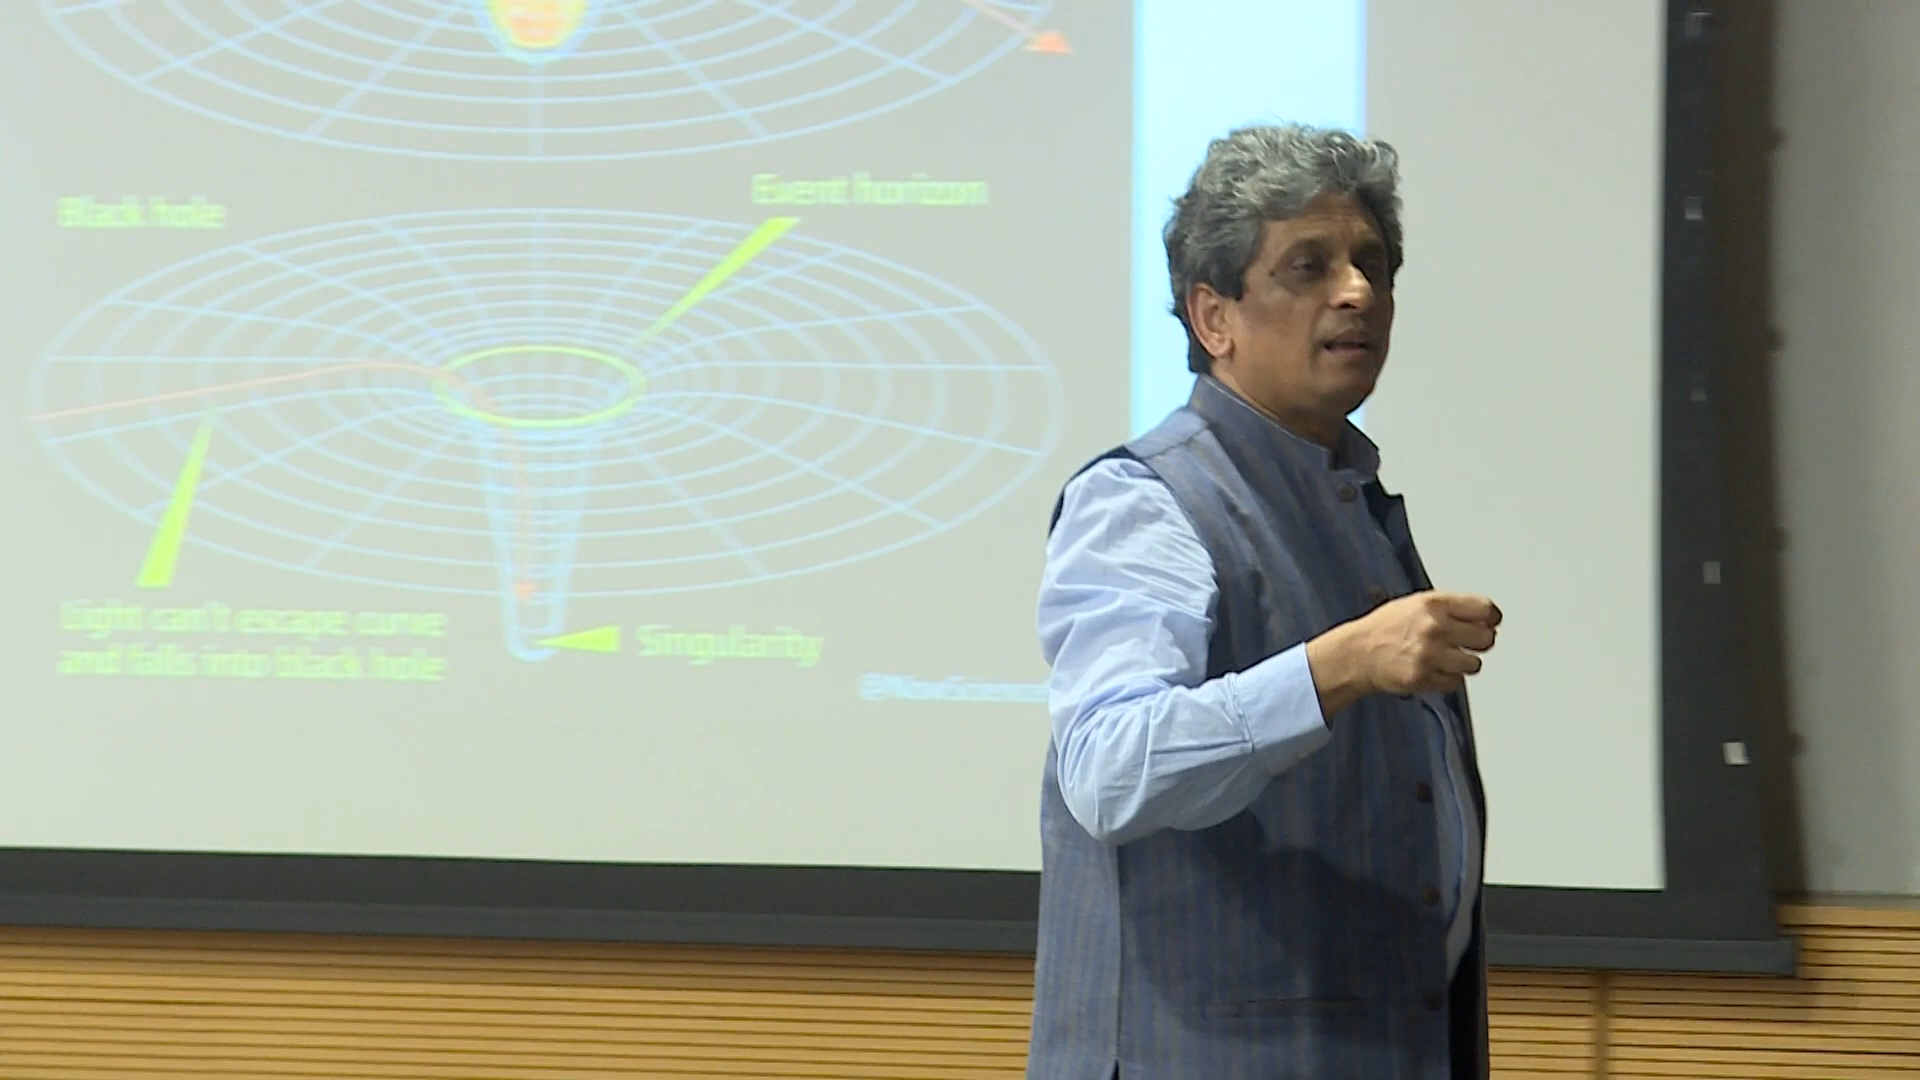 Event horizon
Black hole
Light can't escape curve
and falls into black hole
Singularity